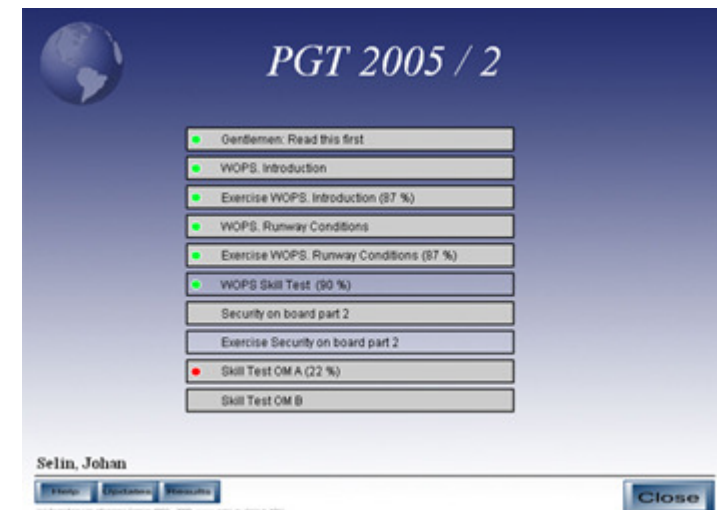 PGT 2005 / 2
Gentlemen: Read this first
WOPS. Introduction
Exercise WOPS. Introduction (87 %)
WOPS. Runway Conditions
Exercise WOPS. Runway Conditions (87 %)
WOPS Skill Test (90 %)
Security on board part 2
Exercise Security on board part 2
Skill Test OM A (22 %)
Skill Test OM B
Selin, Johan
Help Updates Results
Close